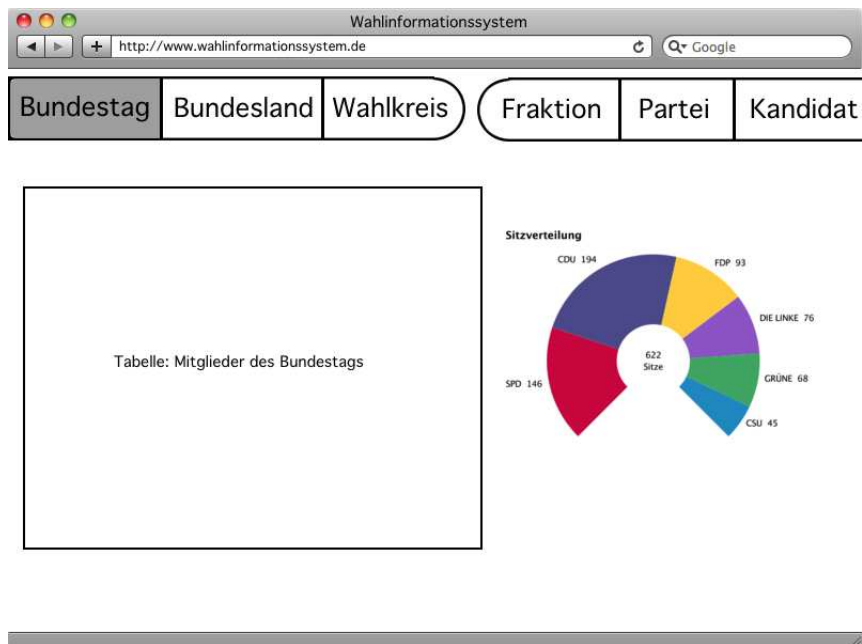 Wahlinformationssystem
http://www.wahlinformationssystem.de
Google
Bundestag Bundesland Wahlkreis Fraktion Partei Kandidat
Tabelle: Mitglieder des Bundestags
Sitzverteilung
CDU 194
FDP 93
DIE LINKE 76
622
Sitze
GRÜNE 68
SPD 146
CSU 45